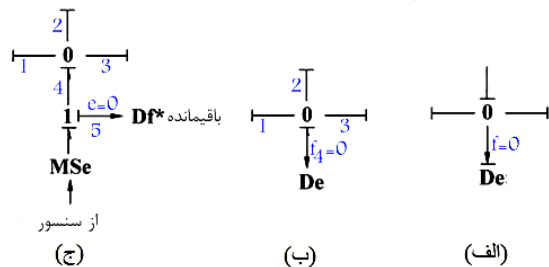 2
0
1 3
4
1 e=0 Df* باقیمانده
5
MSe
از سنسور
(ج)
2
0
1 3
f4=0
De
(ب)
0
f=0
De
(الف)